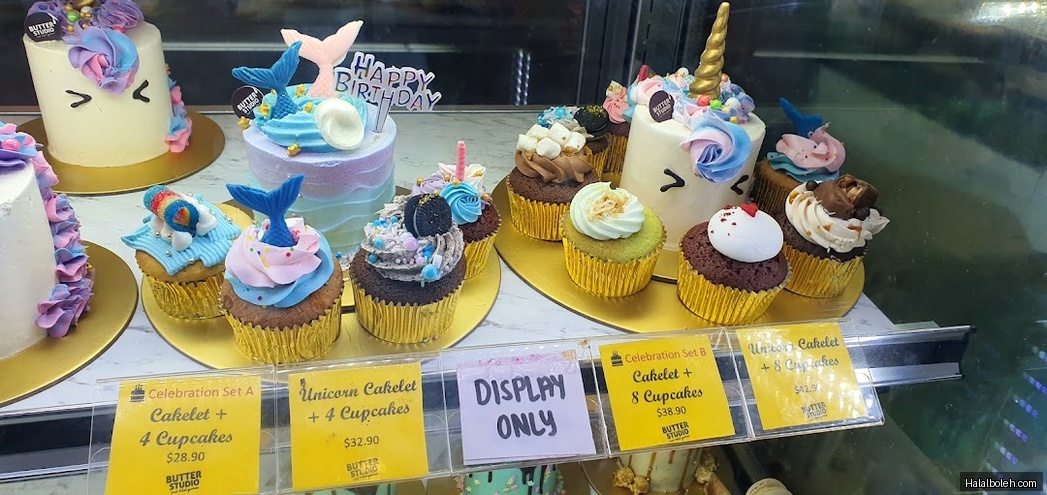 BUTTER
STUDIO
HAPPY
BIRTHDAY
BUTTER
STUDIO
BUTTER
STUDIO
Celebration Set A
Cakelet +
4 Cupcakes
$28.90
BUTTER
STUDIO
Unicorn Cakelet
+ 4 Cupcakes
$32.90
BUTTER
STUDIO
DISPLAY
ONLY
Celebration Set B
Cakelet +
8 Cupcakes
$38.90
BUTTER
STUDIO
Unicorn Cakelet
+ 8 Cupcakes
BUTTER
STUDIO
Halalboleh.com